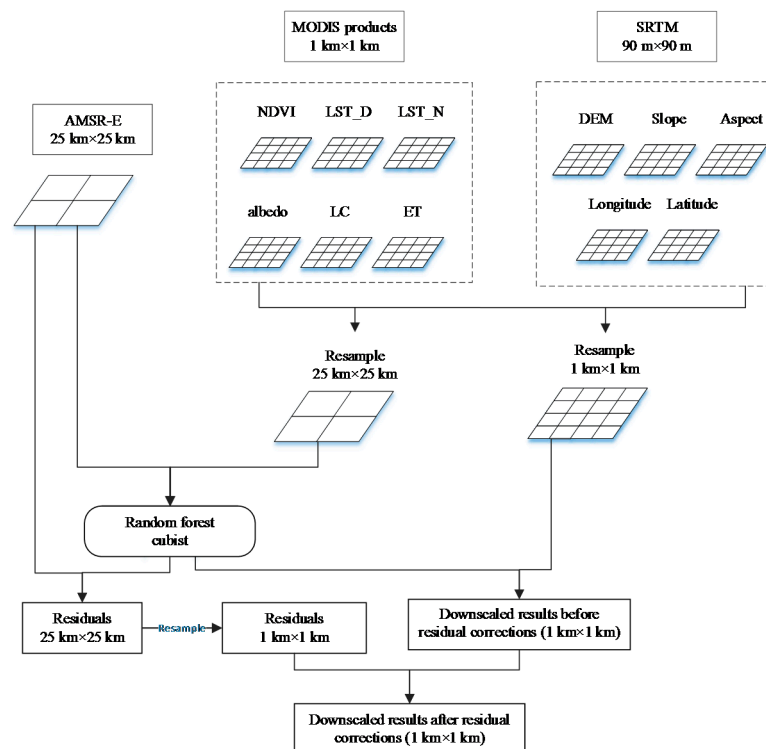 MODIS products
1 km×1 km
SRTM
90 m×90 m
AMSR-E
25 km×25 km
NDVI
LST_D
LST_N
albedo
LC
ET
DEM
Slope
Aspect
Longitude
Latitude
Resample
25 km×25 km
Resample
1 km×1 km
Random forest
cubist
Residuals
25 km×25 km
Resample
Residuals
1 km×1 km
Downscaled results before
residual corrections (1 km×1 km)
Downscaled results after residual
corrections (1 km×1 km)